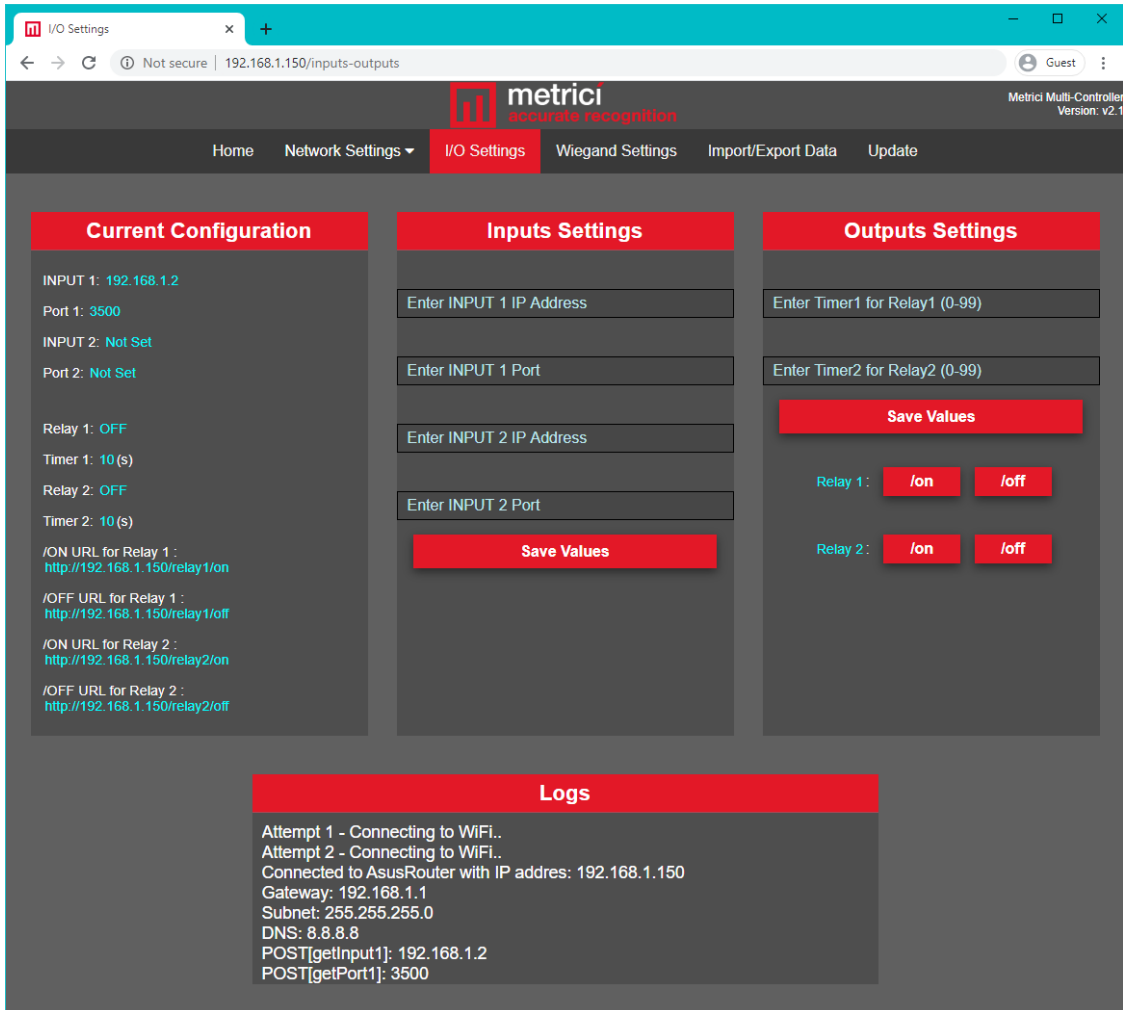 I/O Settings
Not secure | 192.168.1.150/inputs-outputs
Guest
metrici
accurate recognition
Metrici Multi-Controller
Version: v2.1
Home
Network Settings
I/O Settings
Wiegand Settings
Import/Export Data
Update
Current Configuration
INPUT 1: 192.168.1.2
Port 1: 3500
INPUT 2: Not Set
Port 2: Not Set
Relay 1: OFF
Timer 1: 10(s)
Relay 2: OFF
Timer 2: 10(s)
/ON URL for Relay 1 :
http://192.168.1.150/relay1/on
/OFF URL for Relay 1 :
http://192.168.1.150/relay1/off
/ON URL for Relay 2 :
http://192.168.1.150/relay2/on
/OFF URL for Relay 2 :
http://192.168.1.150/relay2/off
Inputs Settings
Enter INPUT 1 IP Address
Enter INPUT 1 Port
Enter INPUT 2 IP Address
Enter INPUT 2 Port
Save Values
Outputs Settings
Enter Timer1 for Relay1 (0-99)
Enter Timer2 for Relay2 (0-99)
Save Values
Relay 1: /on /off
Relay 2: /on /off
Logs
Attempt 1 - Connecting to WiFi..
Attempt 2 - Connecting to WiFi..
Connected to AsusRouter with IP addres: 192.168.1.150
Gateway: 192.168.1.1
Subnet: 255.255.255.0
DNS: 8.8.8.8
POST[getInput1]: 192.168.1.2
POST[getPort1]: 3500